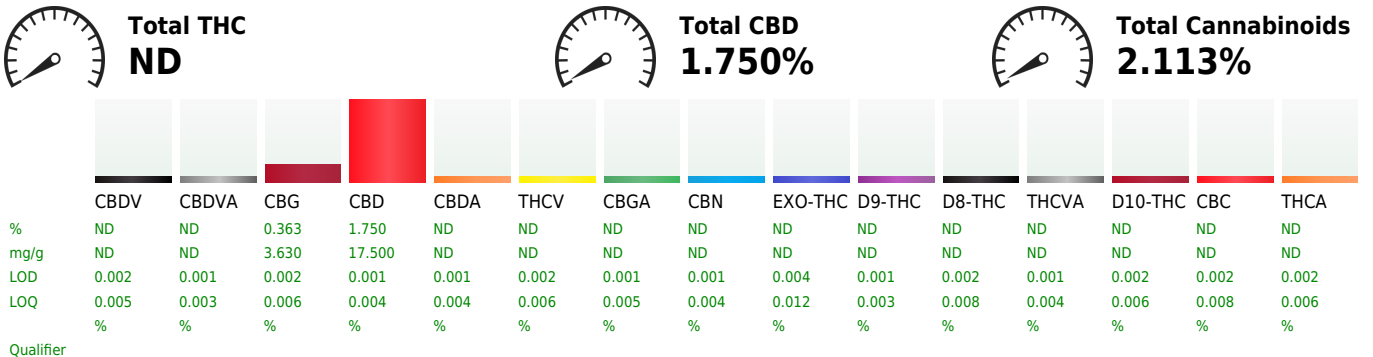 Total THC
ND
Total CBD
1.750%
Total Cannabinoids
2.113%
CBDV CBDVA CBG CBD CBDA THCV CBGA CBN EXO-THC D9-THC D8-THC THCVA D10-THC CBC THCA
% ND ND 0.363 1.750 ND ND ND ND ND ND ND ND ND ND ND
mg/g ND ND 3.630 17.500 ND ND ND ND ND ND ND ND ND ND ND
LOD 0.002 0.001 0.002 0.001 0.001 0.002 0.001 0.001 0.004 0.001 0.002 0.001 0.002 0.002 0.002
LOQ 0.005 0.003 0.006 0.004 0.004 0.006 0.005 0.004 0.012 0.003 0.008 0.004 0.006 0.008 0.006
% % % % % % % % % % % % % % %
Qualifier